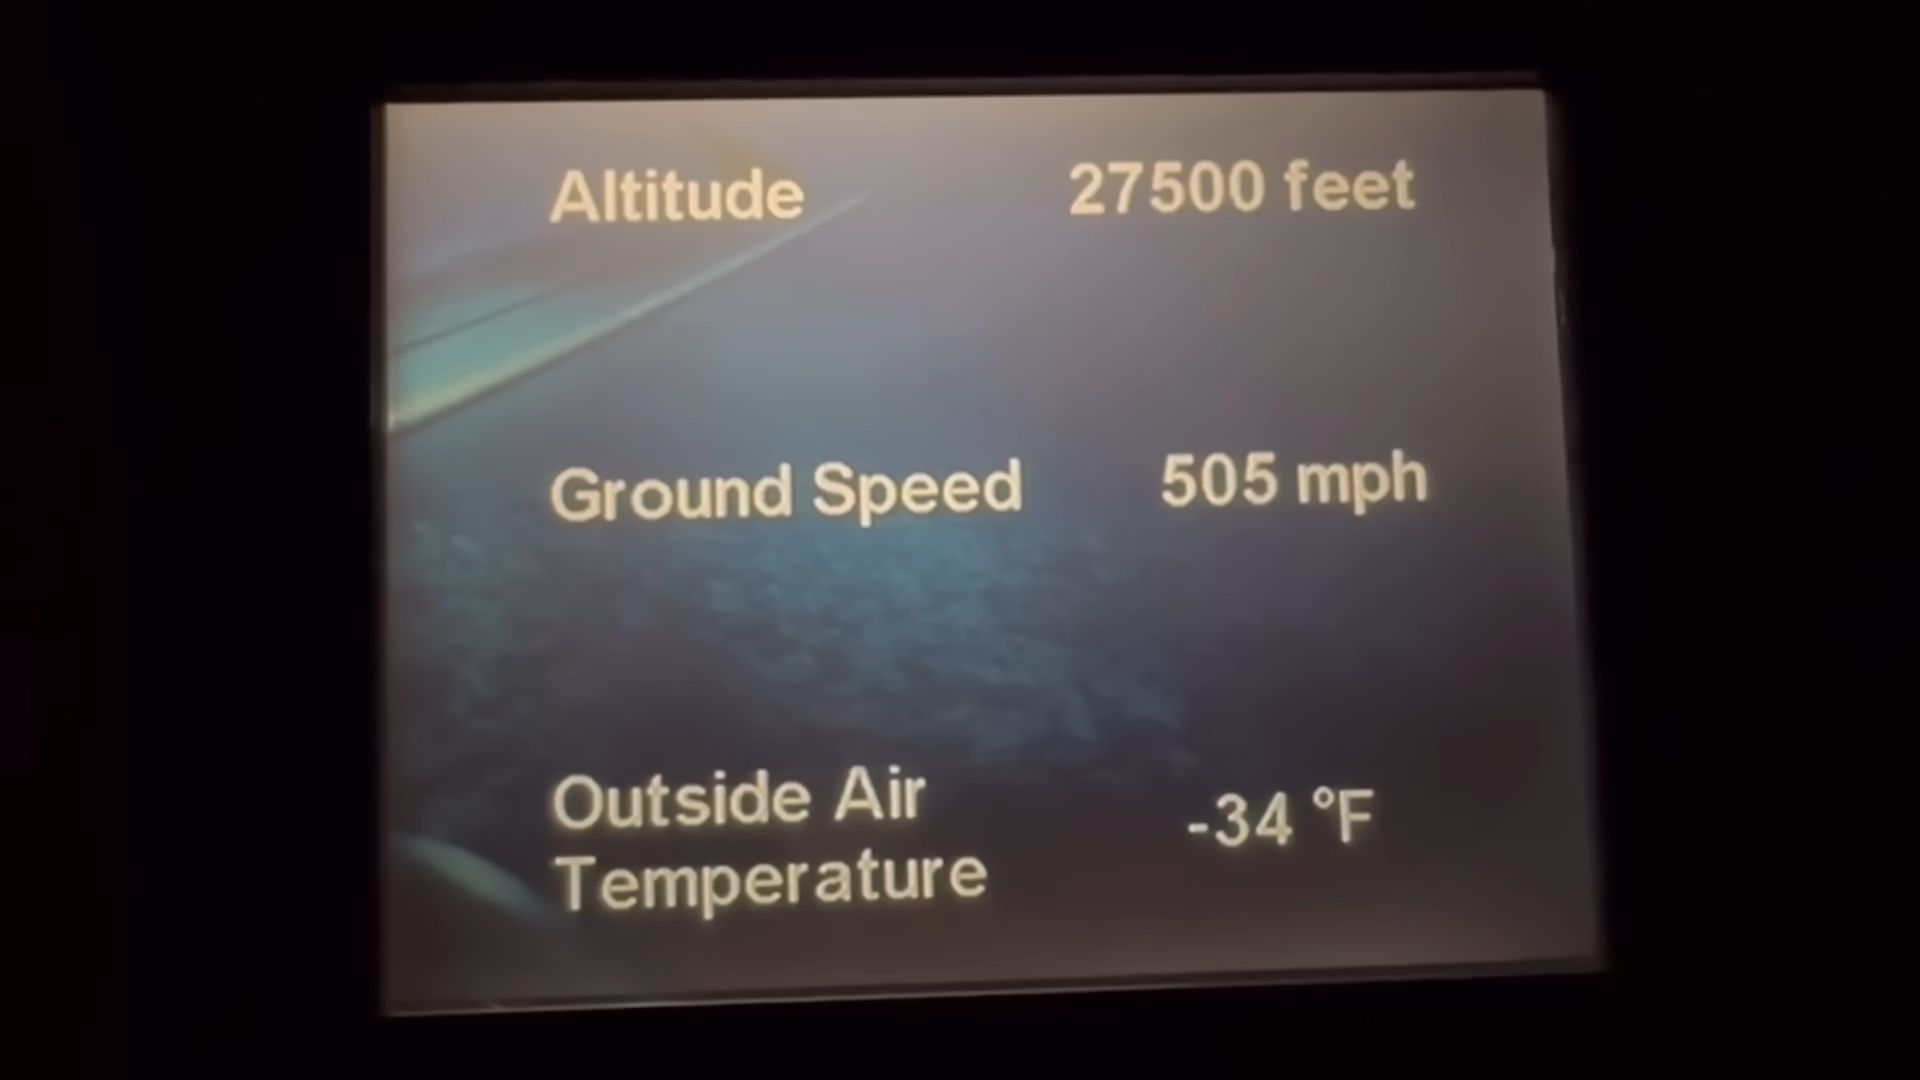 Altitude 27500 feet
Ground Speed 505 mph
Outside Air
Temperature -34 °F